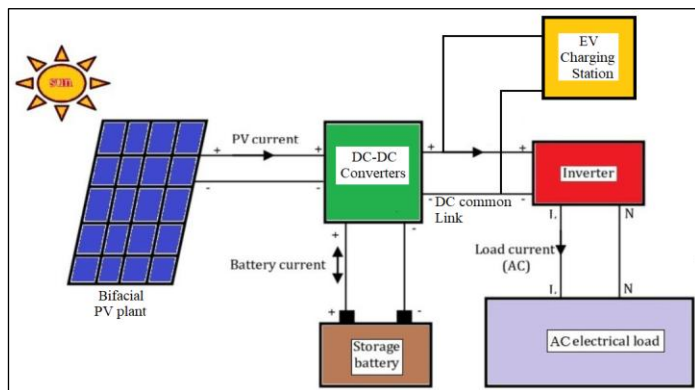 EV
Charging
Station
sun
PV current
DC-DC
Converters
Inverter
DC common
Link
L
N
Load current
(AC)
Battery current
Bifacial
PV plant
L
N
Storage
battery
AC electrical load
+
+
+
+
-
-
-
-
+
-
+
-